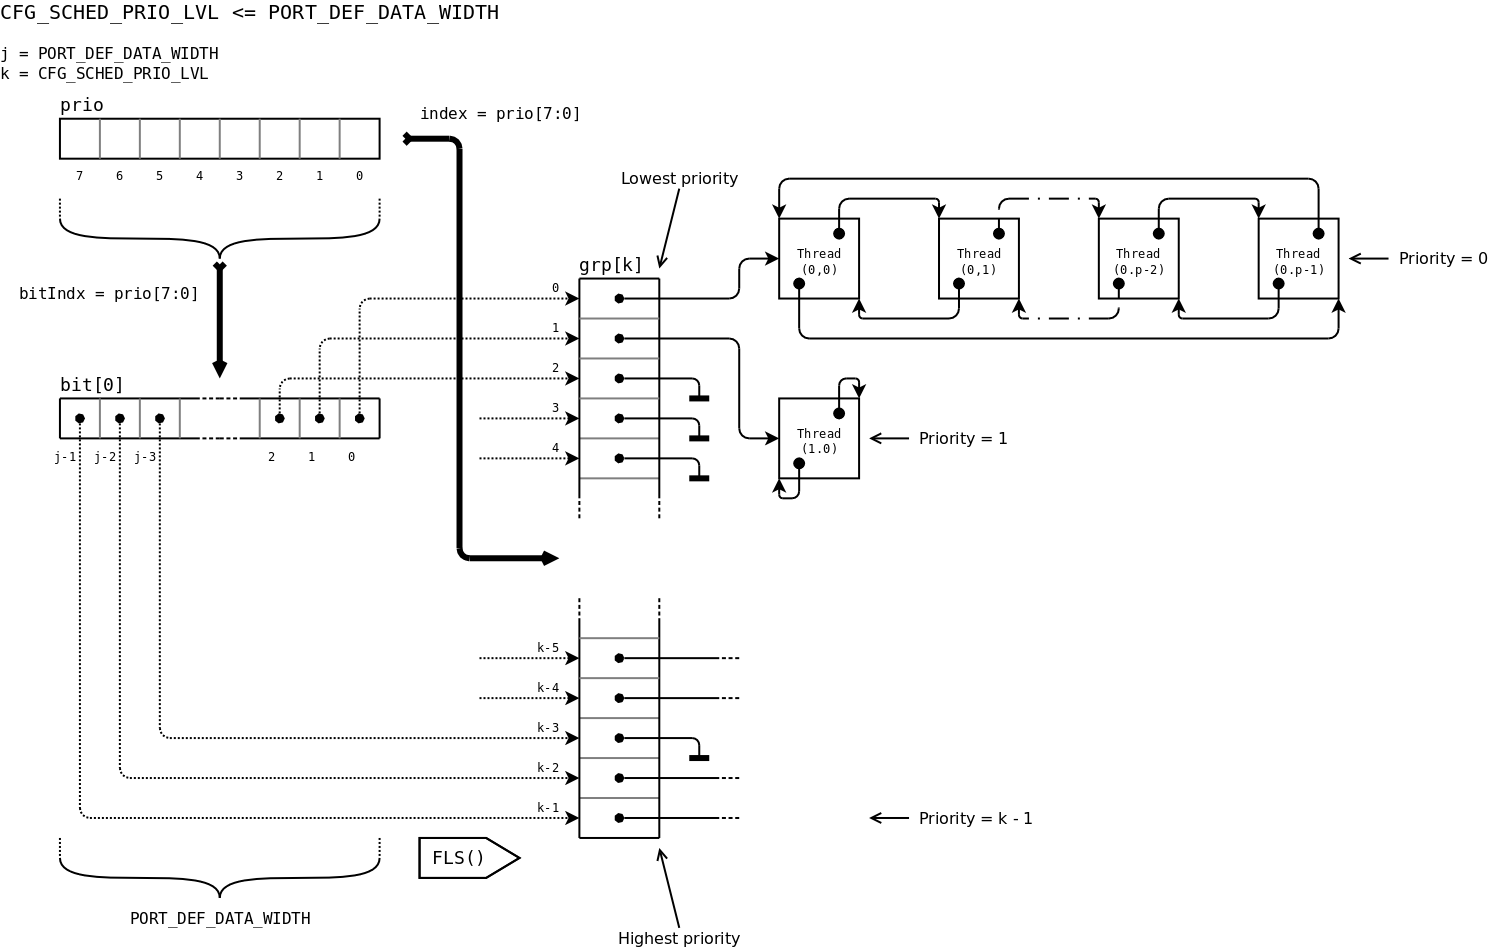 CFG_SCHED_PRIO_LVL <= PORT_DEF_DATA_WIDTH
j = PORT_DEF_DATA_WIDTH
k = CFG_SCHED_PRIO_LVL
prio
7 6 5 4 3 2 1 0
index = prio[7:0]
bitIndx = prio[7:0]
bit[0]
j-1 j-2 j-3 2 1 0
Lowest priority
grp[k]
0
1
2
3
4
k-5
k-4
k-3
k-2
k-1
Thread
(0,0)
Thread
(0,1)
Thread
(0.p-2)
Thread
(0.p-1)
Priority = 0
Thread
(1.0)
Priority = 1
Priority = k - 1
FLS()
PORT_DEF_DATA_WIDTH
Highest priority